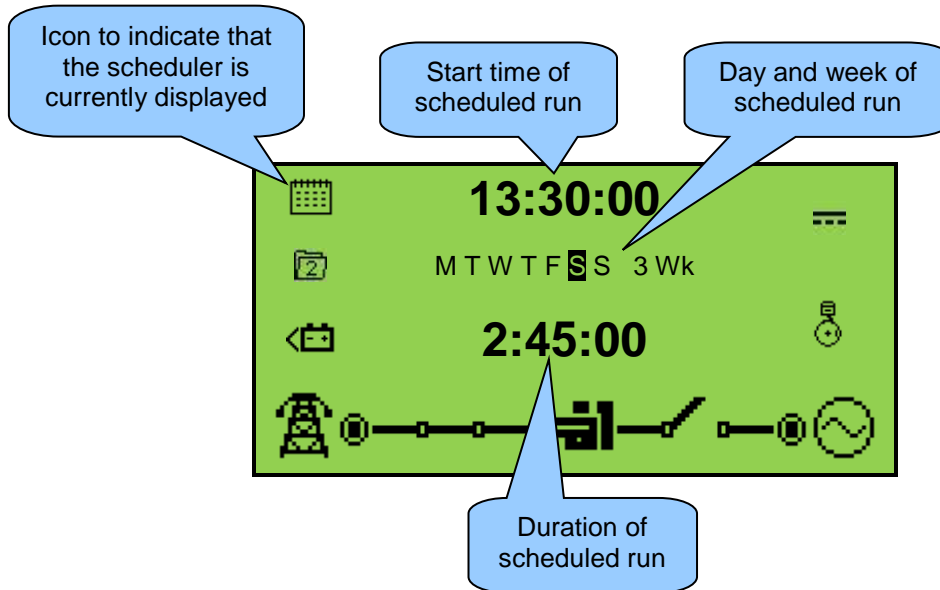 Icon to indicate that
the scheduler is
currently displayed
Start time of
scheduled run
Day and week of
scheduled run
13:30:00
2
M T W T F S S 3 Wk
2:45:00
Duration of
scheduled run